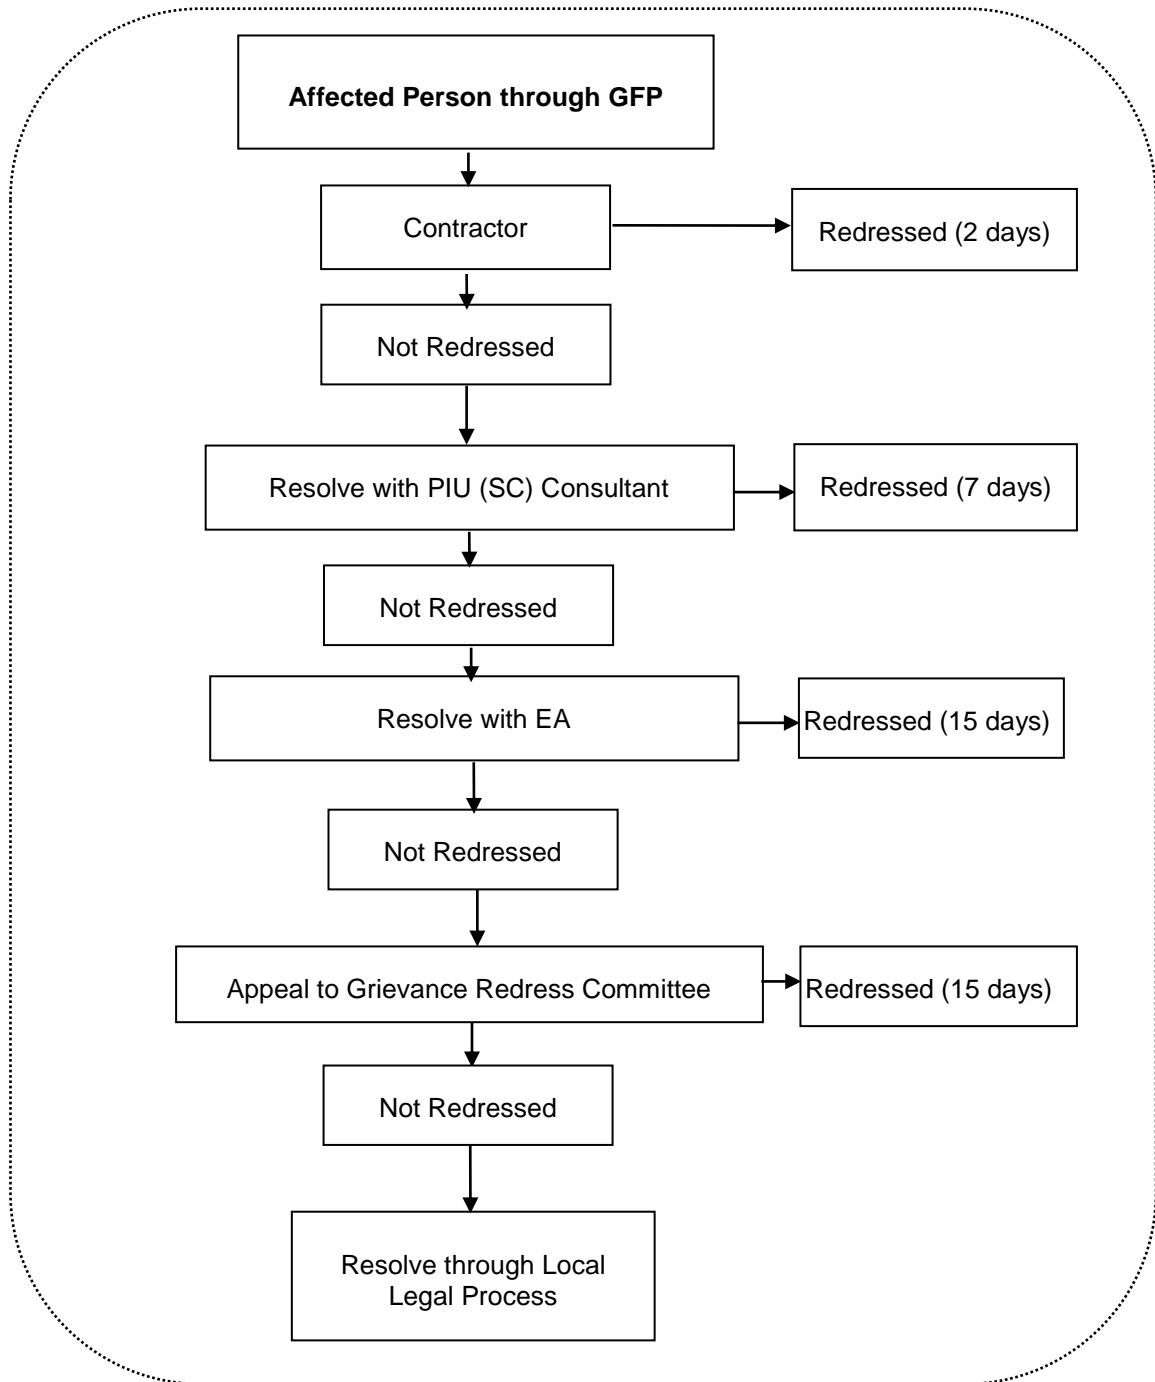 Affected Person through GFP
Contractor
Redressed (2 days)
Not Redressed
Resolve with PIU (SC) Consultant
Redressed (7 days)
Not Redressed
Resolve with EA
Redressed (15 days)
Not Redressed
Appeal to Grievance Redress Committee
Redressed (15 days)
Not Redressed
Resolve through Local
Legal Process